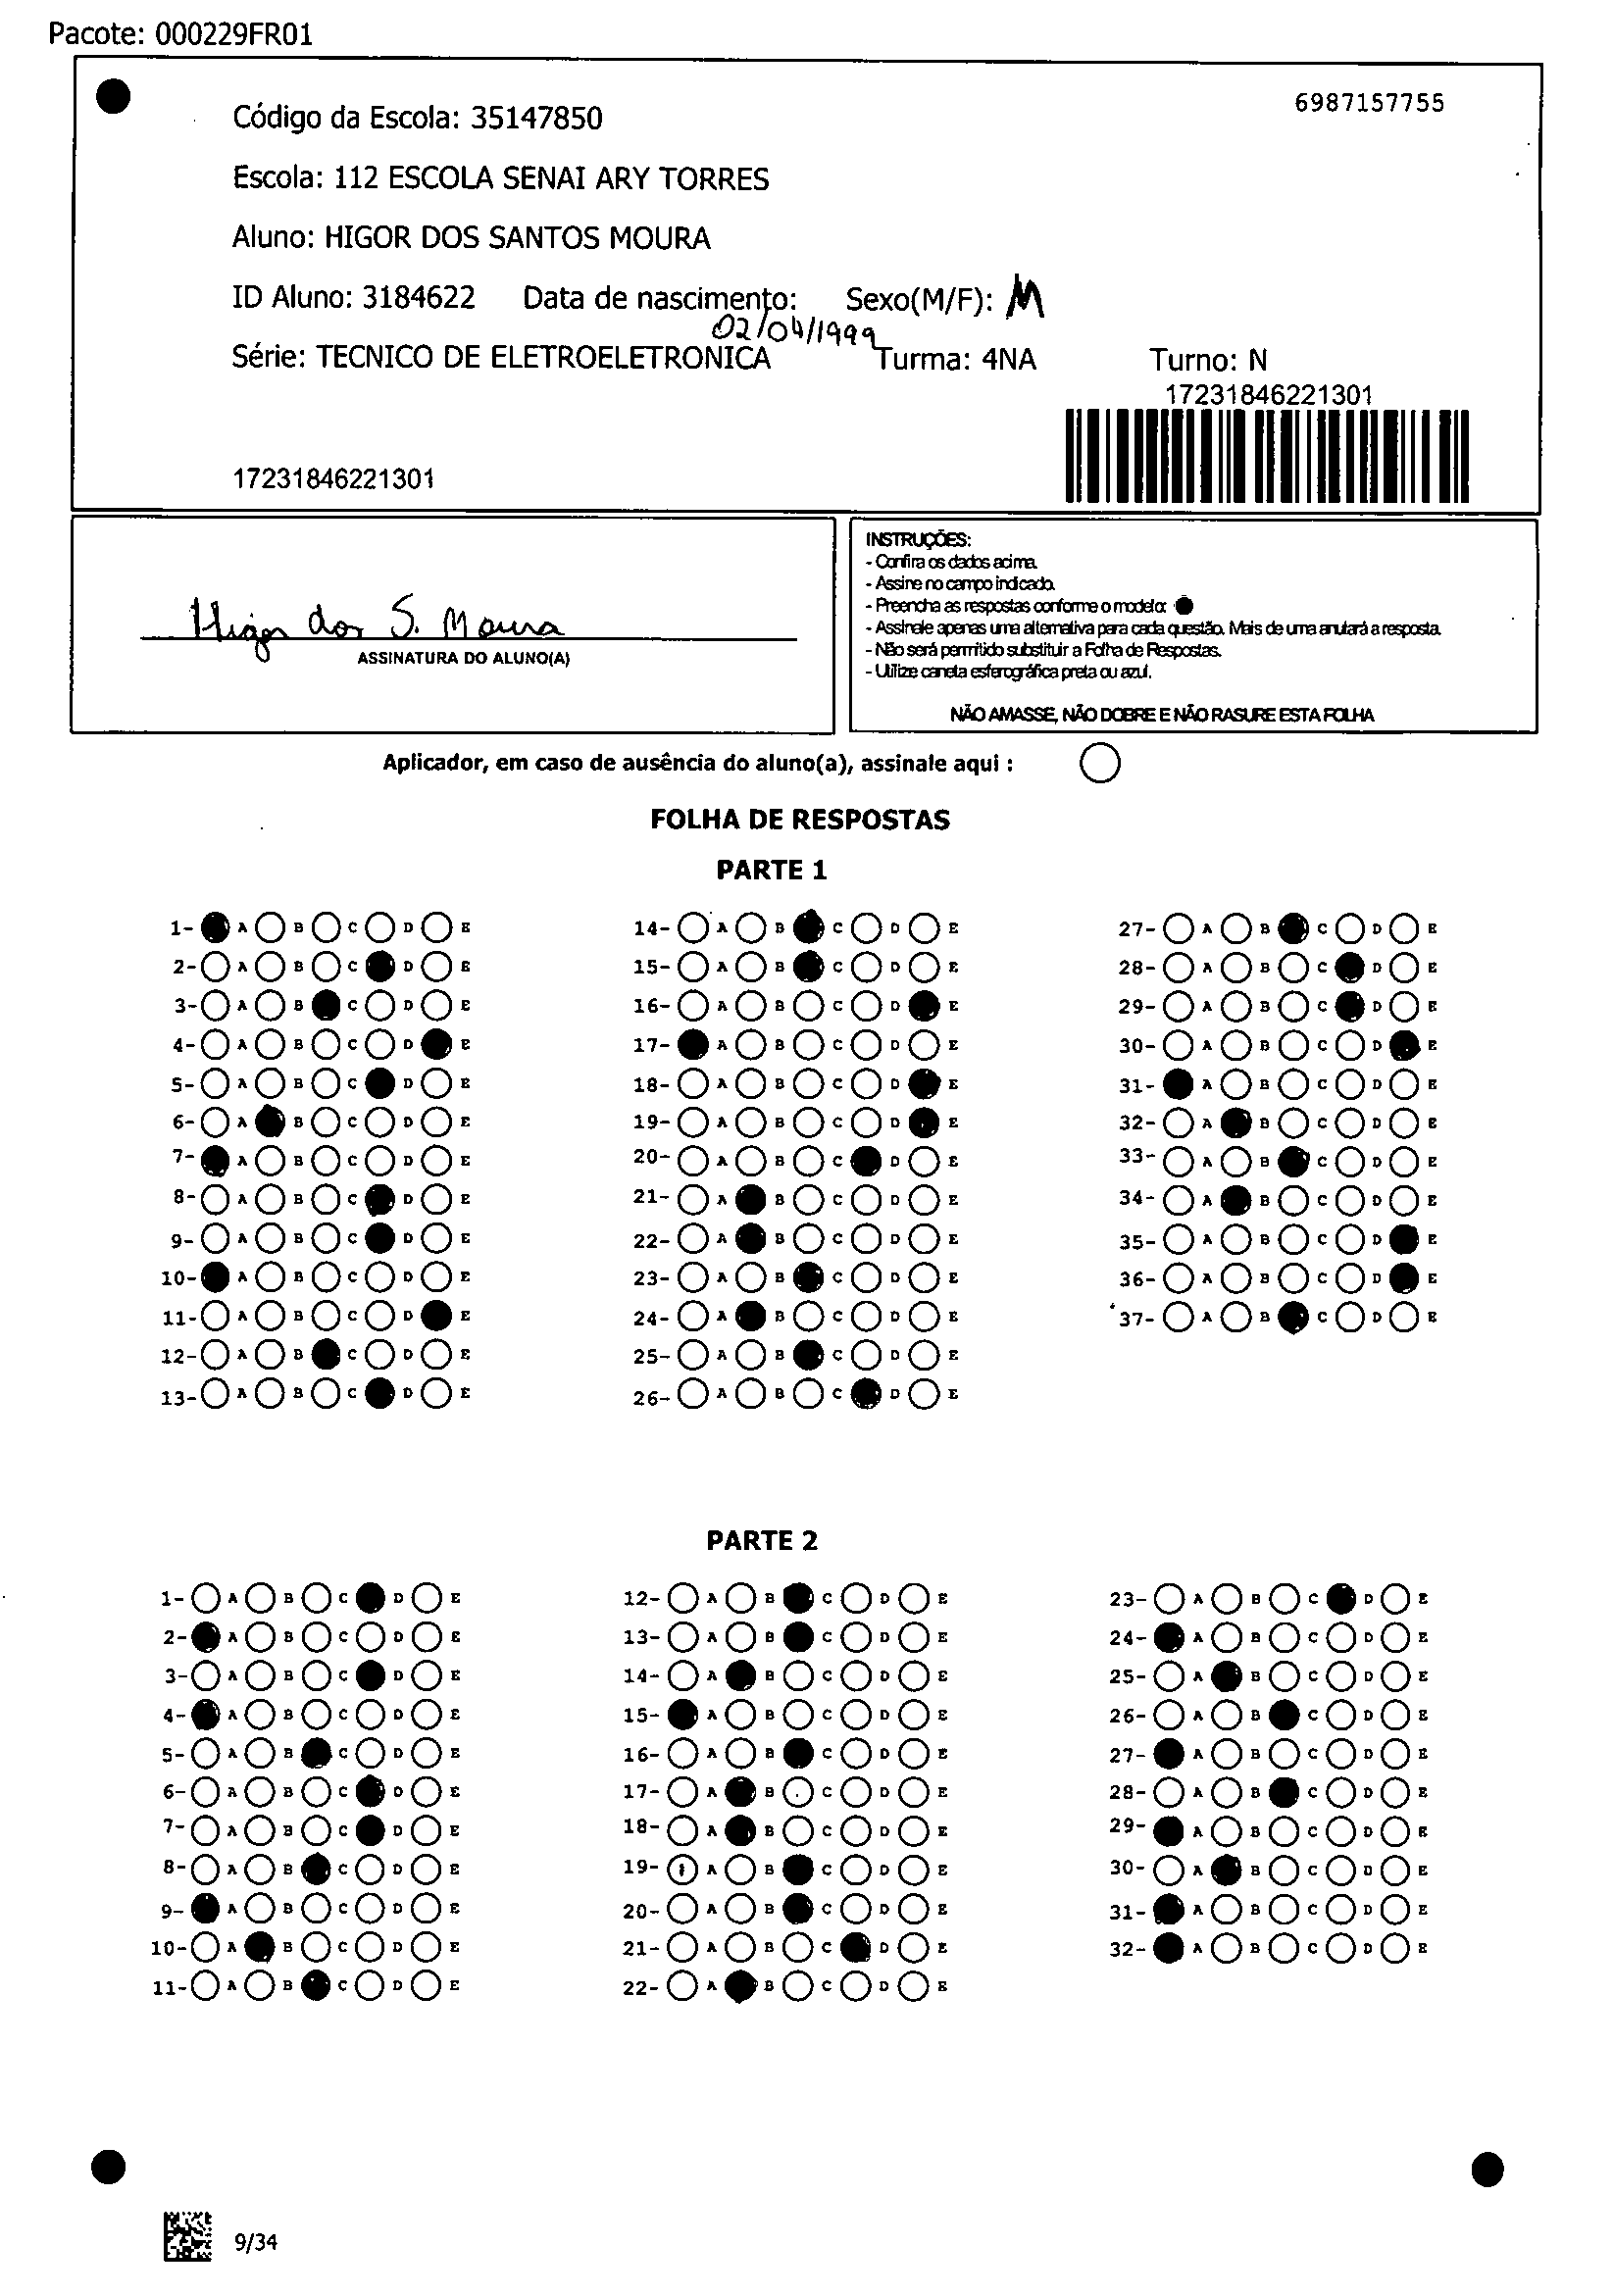 Pacote: 000229FR01
6987157755
Código da Escola: 35147850
Escola: 112 ESCOLA SENAI ARY TORRES
Aluno: HIGOR DOS SANTOS MOURA
ID Aluno: 3184622 Data de nascimento: Sexo(M/F): M
02/04/1999
Série: TECNICO DE ELETROELETRONICA Turma: 4NA Turno: N
17231846221301
17231846221301
Higor dos S. Moura
ASSINATURA DO ALUNO(A)
INSTRUÇÕES:
- Confira os dados acima.
- Assine no campo indicado.
- Preencha as respostas conforme o modelo:
- Assinale apenas uma alternativa para cada questão. Mais de uma anulará a resposta.
- Não será permitido substituir a Folha de Respostas.
- Utilize caneta esferográfica preta ou azul.
NÃO AMASSE, NÃO DOBRE E NÃO RASURE ESTA FOLHA
Aplicador, em caso de ausência do aluno(a), assinale aqui :
FOLHA DE RESPOSTAS
PARTE 1
1- A B C D E
2- A B C D E
3- A B C D E
4- A B C D E
5- A B C D E
6- A B C D E
7- A B C D E
8- A B C D E
9- A B C D E
10- A B C D E
11- A B C D E
12- A B C D E
13- A B C D E
14- A B C D E
15- A B C D E
16- A B C D E
17- A B C D E
18- A B C D E
19- A B C D E
20- A B C D E
21- A B C D E
22- A B C D E
23- A B C D E
24- A B C D E
25- A B C D E
26- A B C D E
27- A B C D E
28- A B C D E
29- A B C D E
30- A B C D E
31- A B C D E
32- A B C D E
33- A B C D E
34- A B C D E
35- A B C D E
36- A B C D E
37- A B C D E
PARTE 2
1- A B C D E
2- A B C D E
3- A B C D E
4- A B C D E
5- A B C D E
6- A B C D E
7- A B C D E
8- A B C D E
9- A B C D E
10- A B C D E
11- A B C D E
12- A B C D E
13- A B C D E
14- A B C D E
15- A B C D E
16- A B C D E
17- A B C D E
18- A B C D E
19- A B C D E
20- A B C D E
21- A B C D E
22- A B C D E
23- A B C D E
24- A B C D E
25- A B C D E
26- A B C D E
27- A B C D E
28- A B C D E
29- A B C D E
30- A B C D E
31- A B C D E
32- A B C D E
9/34